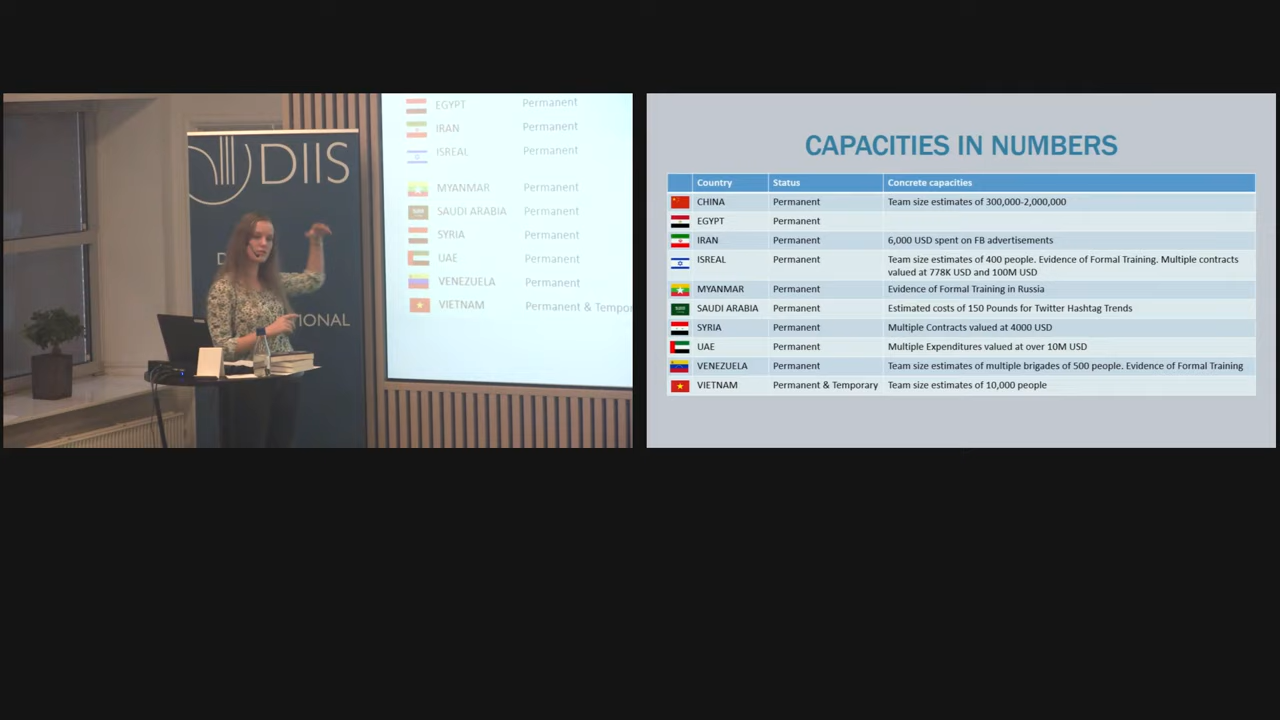 DIIS
IONAL
EGYPT Permanent
IRAN Permanent
ISREAL Permanent
MYANMAR Permanent
SAUDI ARABIA Permanent
SYRIA Permanent
UAE Permanent
VENEZUELA Permanent
VIETNAM Permanent & Tempor
CAPACITIES IN NUMBERS
Country Status Concrete capacities
CHINA Permanent Team size estimates of 300,000-2,000,000
EGYPT Permanent
IRAN Permanent 6,000 USD spent on FB advertisements
ISREAL Permanent Team size estimates of 400 people. Evidence of Formal Training. Multiple contracts
valued at 778K USD and 100M USD
MYANMAR Permanent Evidence of Formal Training in Russia
SAUDI ARABIA Permanent Estimated costs of 150 Pounds for Twitter Hashtag Trends
SYRIA Permanent Multiple Contracts valued at 4000 USD
UAE Permanent Multiple Expenditures valued at over 10M USD
VENEZUELA Permanent Team size estimates of multiple brigades of 500 people. Evidence of Formal Training
VIETNAM Permanent & Temporary Team size estimates of 10,000 people